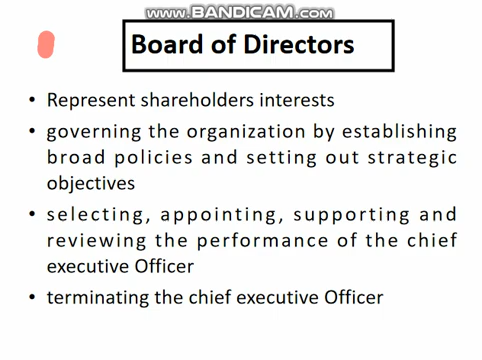 www.BANDICAM.com
Board of Directors
• Represent shareholders interests
• governing the organization by establishing
broad policies and setting out strategic
objectives
• selecting, appointing, supporting and
reviewing the performance of the chief
executive Officer
• terminating the chief executive Officer